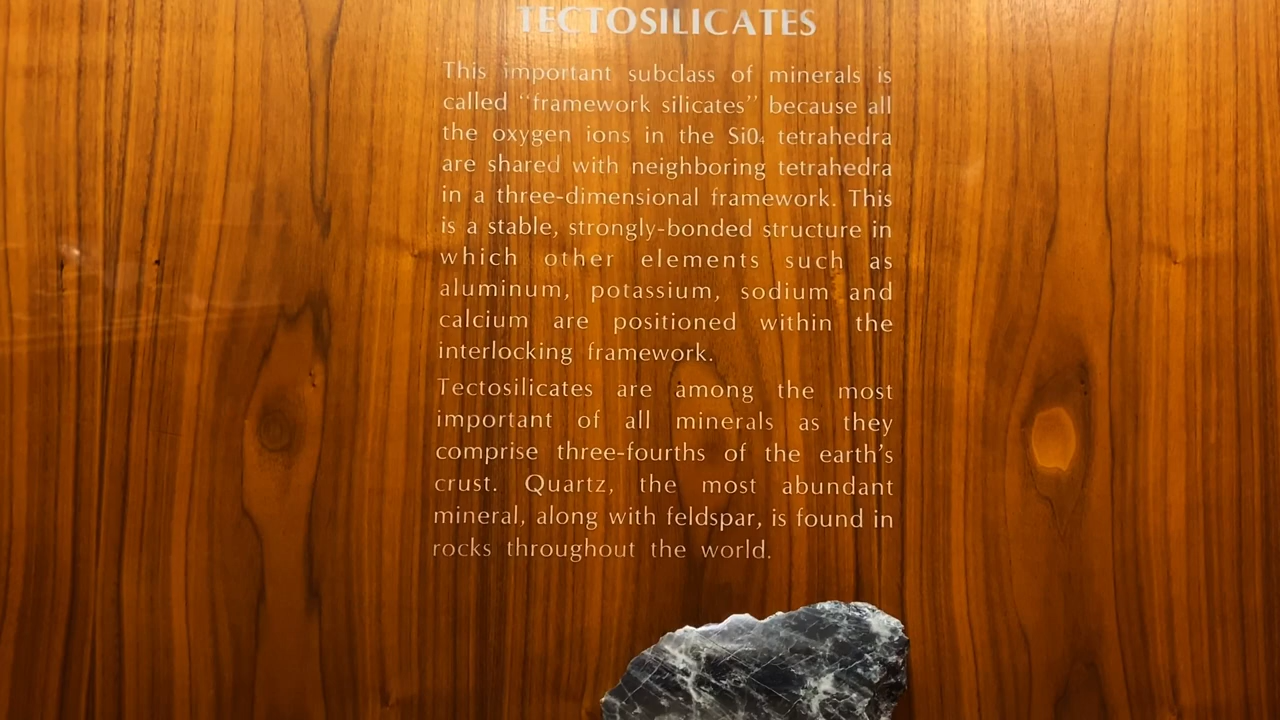 TECTOSILICATES
This important subclass of minerals is
called ‘‘framework silicates’’ because all
the oxygen ions in the Si0₄ tetrahedra
are shared with neighboring tetrahedra
in a three-dimensional framework. This
is a stable, strongly-bonded structure in
which other elements such as
aluminum, potassium, sodium and
calcium are positioned within the
interlocking framework.
Tectosilicates are among the most
important of all minerals as they
comprise three-fourths of the earth’s
crust. Quartz, the most abundant
mineral, along with feldspar, is found in
rocks throughout the world.